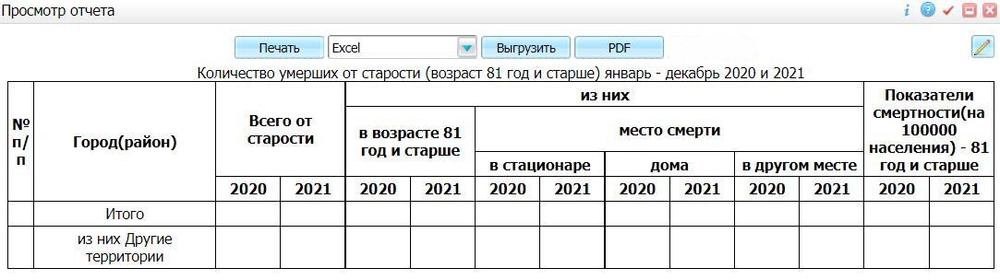 Просмотр отчета
Печать Excel Выгрузить PDF
Количество умерших от старости (возраст 81 год и старше) январь - декабрь 2020 и 2021
№
п/
п
Город(район)
Всего от
старости
из них
в возрасте 81
год и старше
место смерти
в стационаре
дома
в другом месте
Показатели
смертности(на
100000
населения) - 81
год и старше
2020 2021 2020 2021 2020 2021 2020 2021 2020 2021 2020 2021
Итого
из них Другие
территории